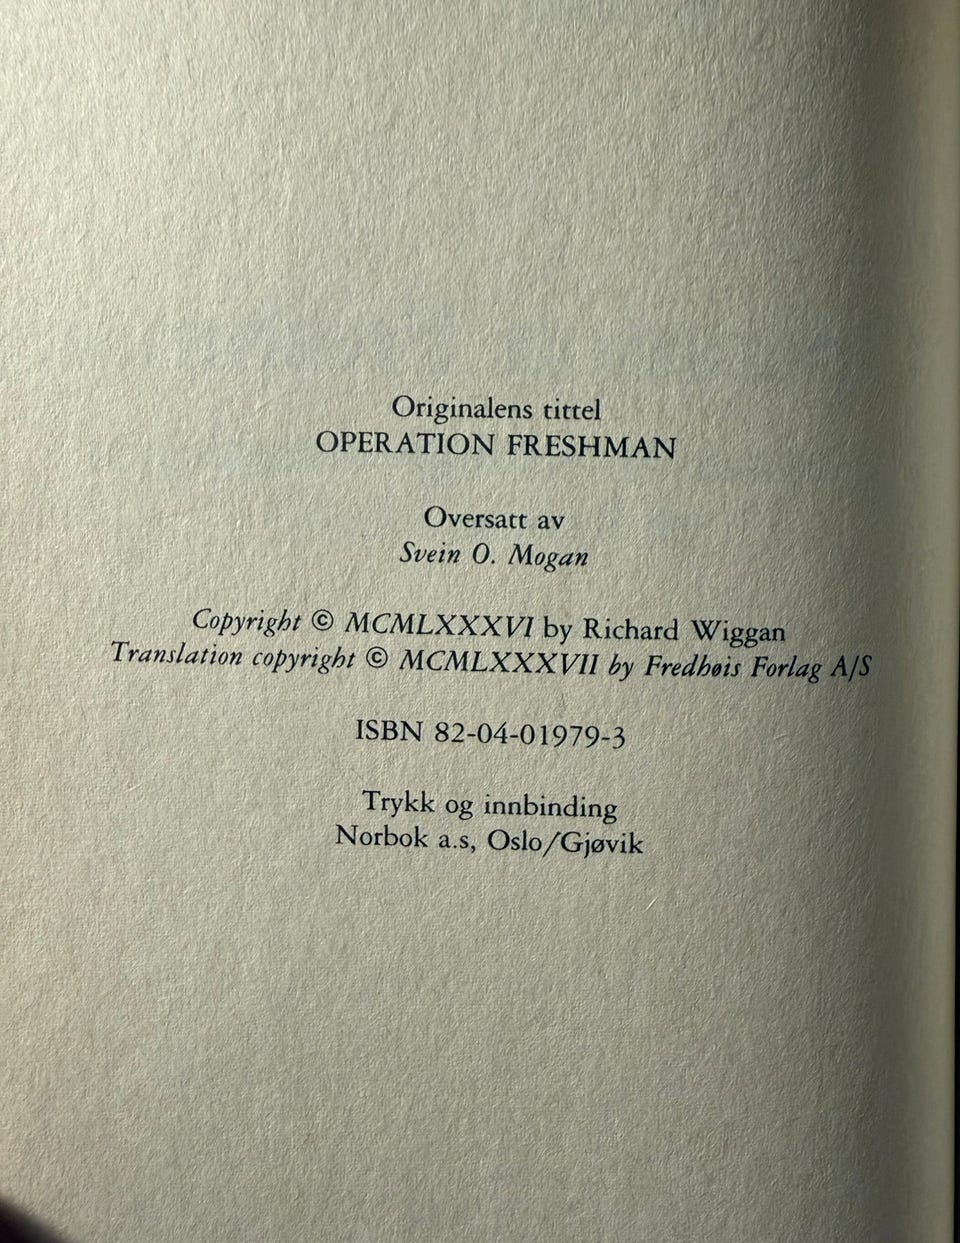 Originalens tittel
OPERATION FRESHMAN
Oversatt av
Svein O. Mogan
Copyright © MCMLXXXVI by Richard Wiggan
Translation copyright © MCMLXXXVII by Fredhøis Forlag A/S
ISBN 82-04-01979-3
Trykk og innbinding
Norbok a.s, Oslo/Gjøvik